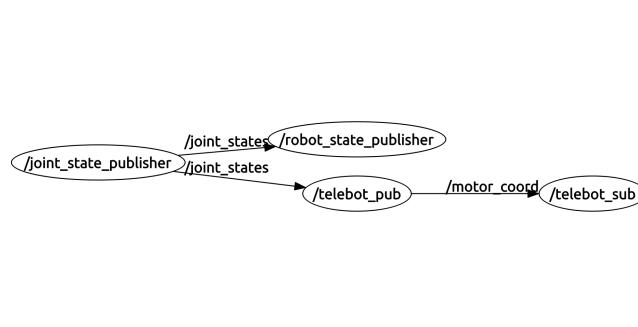 /joint_states
/robot_state_publisher
/joint_state_publisher
/joint_states
/motor_coord
/telebot_pub
/telebot_sub